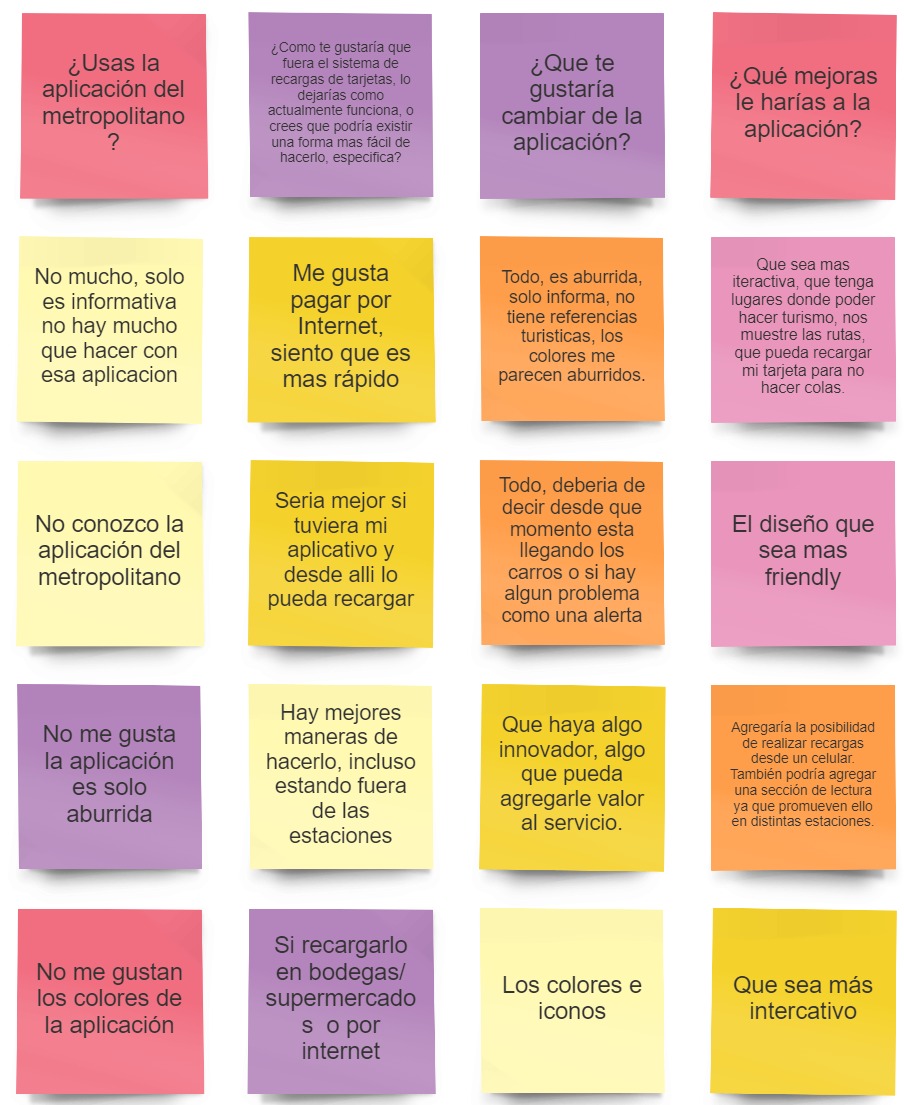 ¿Usas la
aplicación del
metropolitano
?
¿Como te gustaría que
fuera el sistema de
recargas de tarjetas, lo
dejarías como
actualmente funciona, o
crees que podría existir
una forma mas fácil de
hacerlo, especifica?
¿Que te
gustaría
cambiar de la
aplicación?
¿Qué mejoras
le harías a la
aplicación?
No mucho, solo
es informativa
no hay mucho
que hacer con
esa aplicacion
Me gusta
pagar por
Internet,
siento que es
mas rápido
Todo, es aburrida,
solo informa, no
tiene referencias
turisticas, los
colores me
parecen aburridos.
Que sea mas
iteractiva, que tenga
lugares donde poder
hacer turismo, nos
muestre las rutas,
que pueda recargar
mi tarjeta para no
hacer colas.
No conozco la
aplicación del
metropolitano
Seria mejor si
tuviera mi
aplicativo y
desde alli lo
pueda recargar
Todo, deberia de
decir desde que
momento esta
llegando los
carros o si hay
algun problema
como una alerta
El diseño que
sea mas
friendly
No me gusta
la aplicación
es solo
aburrida
Hay mejores
maneras de
hacerlo, incluso
estando fuera
de las
estaciones
Que haya algo
innovador, algo
que pueda
agregarle valor
al servicio.
Agregaría la posibilidad
de realizar recargas
desde un celular.
También podría agregar
una sección de lectura
ya que promueven ello
en distintas estaciones.
No me gustan
los colores de
la aplicación
Si recargarlo
en bodegas/
supermercado
s o por
internet
Los colores e
iconos
Que sea más
intercativo